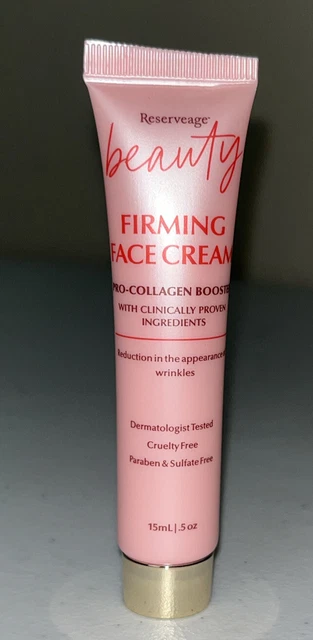 Reserveage
beauty
FIRMING
FACE CREAM
PRO-COLLAGEN BOOSTER
WITH CLINICALLY PROVEN
INGREDIENTS
Reduction in the appearance of
wrinkles
Dermatologist Tested
Cruelty Free
Paraben & Sulfate Free
15mL | .5 oz